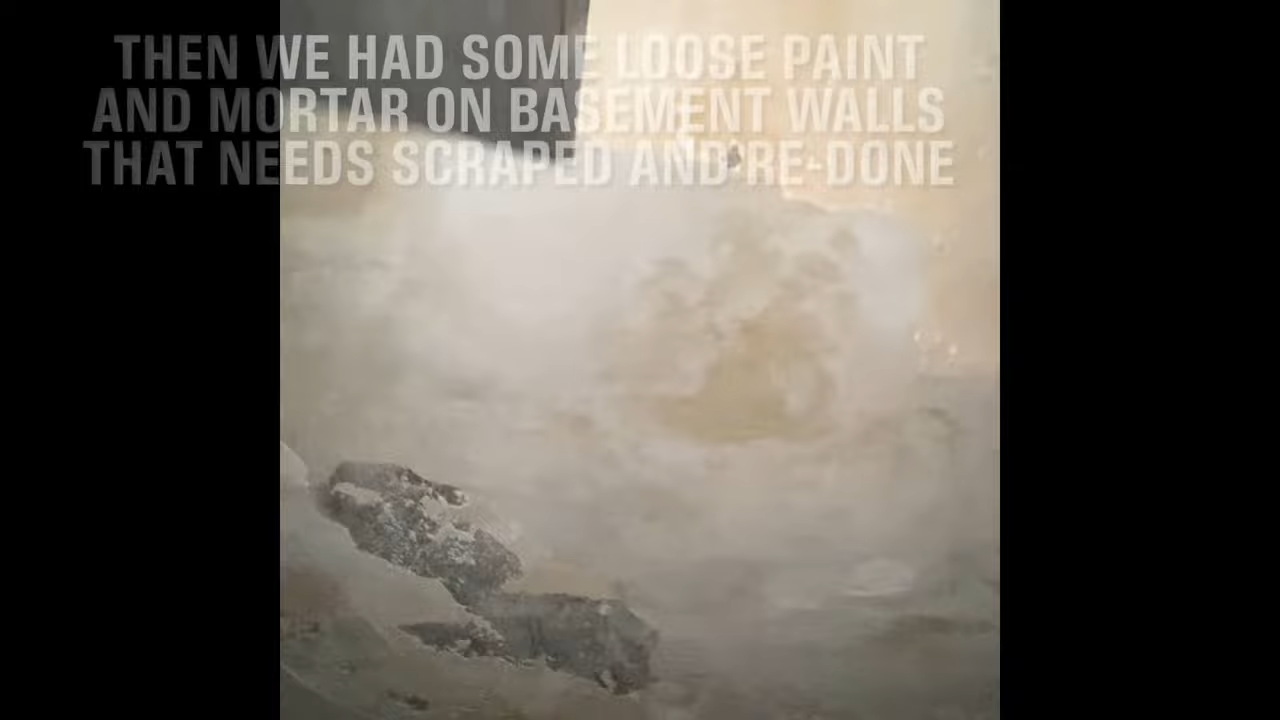 THEN WE HAD SOME LOOSE PAINT
AND MORTAR ON BASEMENT WALLS
THAT NEEDS SCRAPED AND RE-DONE